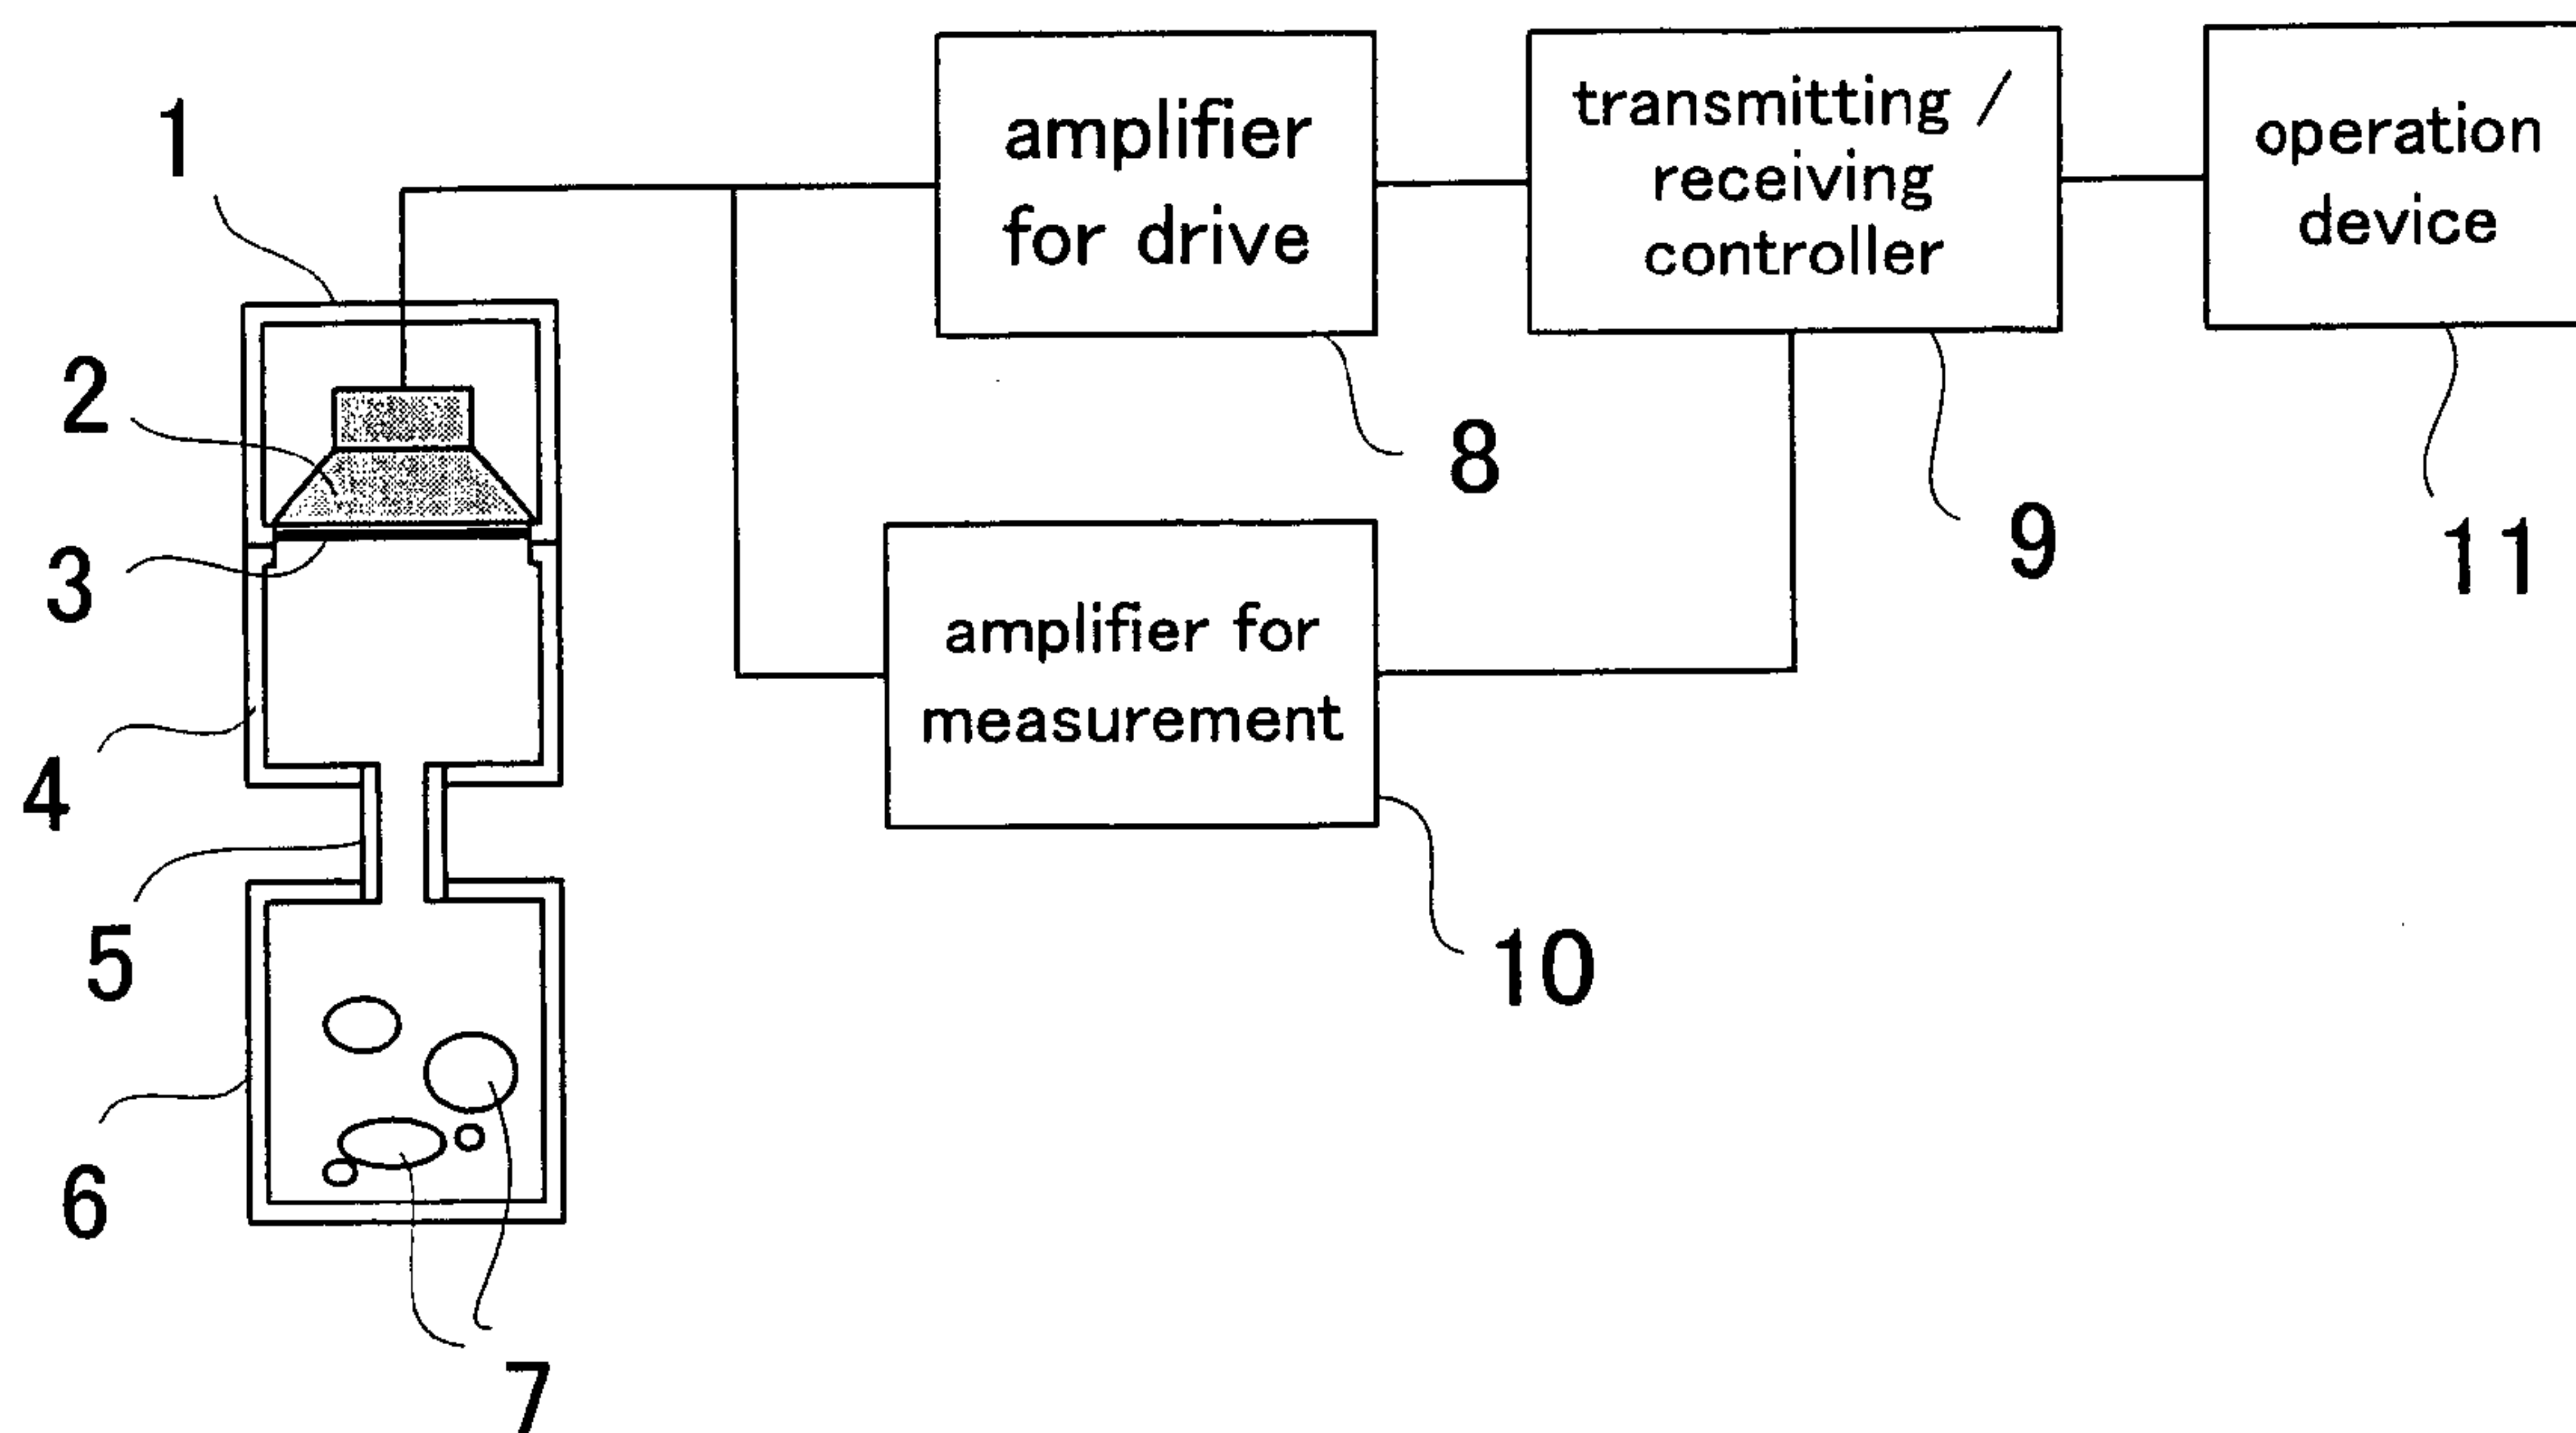 1
amplifier
for drive
transmitting /
receiving
controller
operation
device
2
8
3
9
11
amplifier for
measurement
4
5
10
6
7